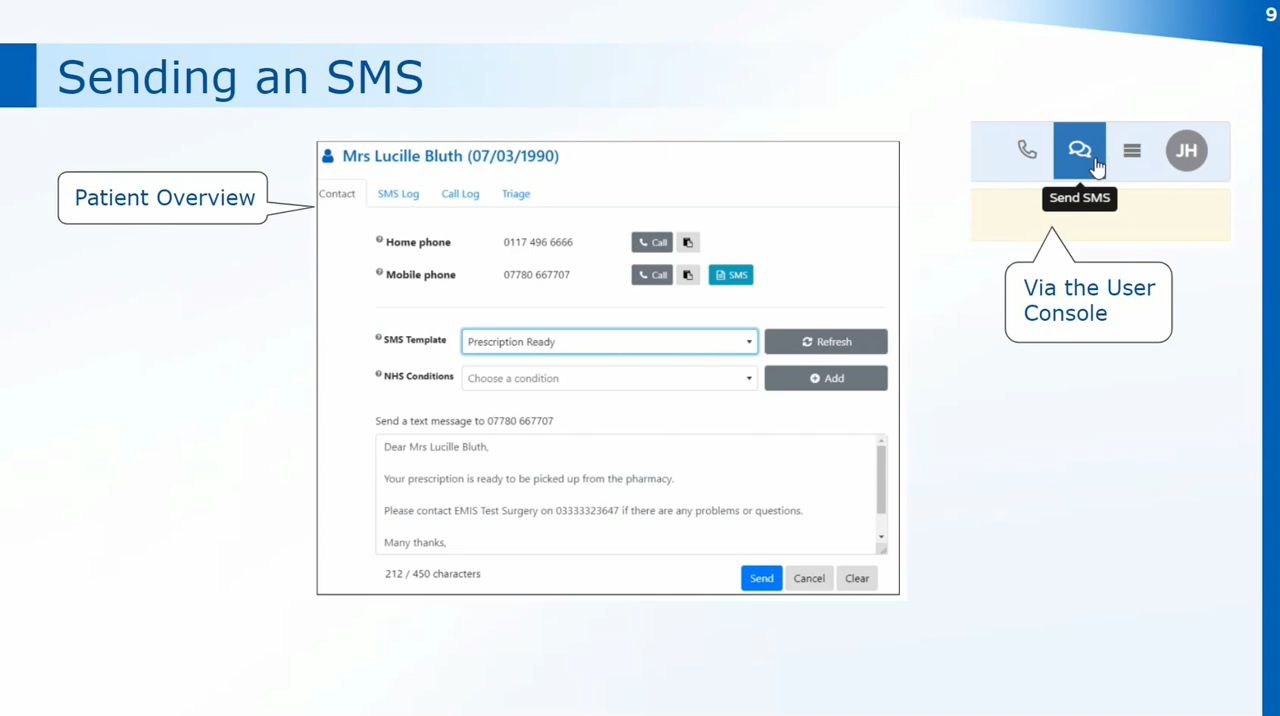 9
Sending an SMS
Patient Overview
Mrs Lucille Bluth (07/03/1990)
Contact SMS Log Call Log Triage
Home phone 0117 496 6666 Call
Mobile phone 07780 667707 Call SMS
SMS Template Prescription Ready Refresh
NHS Conditions Choose a condition Add
Send a text message to 07780 667707
Dear Mrs Lucille Bluth,
Your prescription is ready to be picked up from the pharmacy.
Please contact EMIS Test Surgery on 03333323647 if there are any problems or questions.
Many thanks,
212 / 450 characters
Send Cancel Clear
JH
Send SMS
Via the User
Console